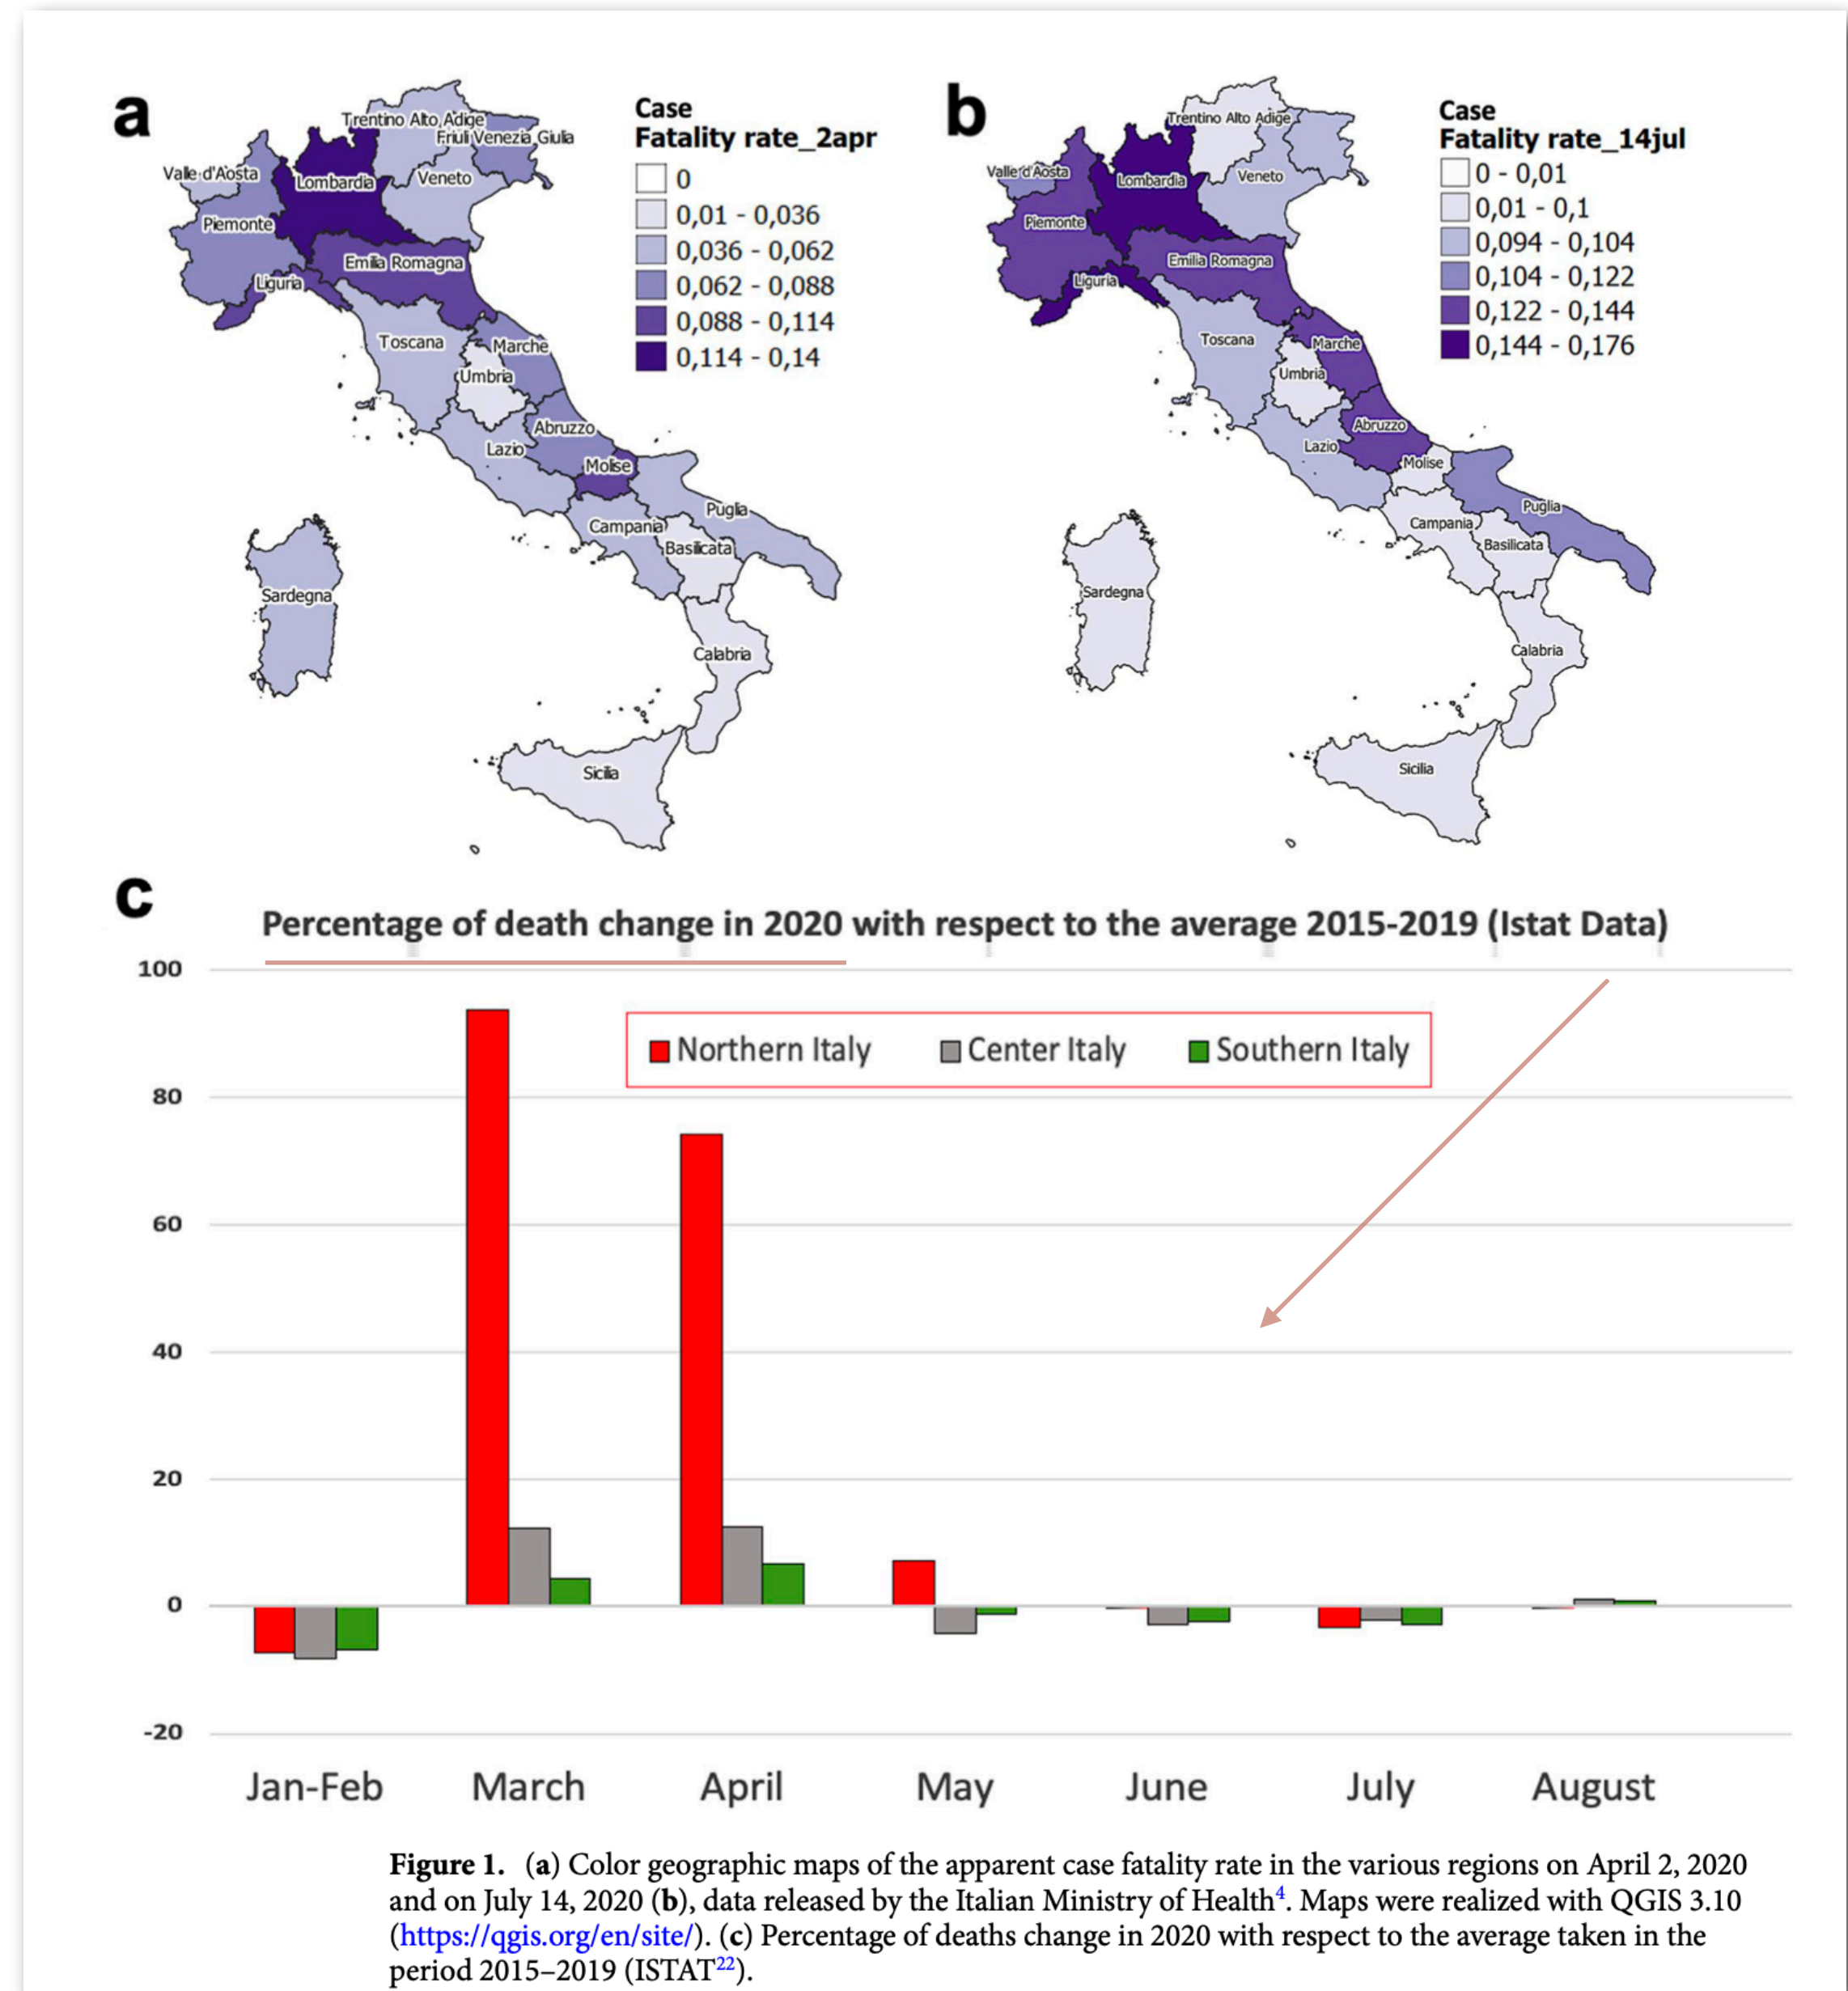 a
Case
Fatality rate_2apr
0
0,01 - 0,036
0,036 - 0,062
0,062 - 0,088
0,088 - 0,114
0,114 - 0,14
Trentino Alto Adige
Friuli Venezia Giulia
Valle d'Aosta
Lombardia
Veneto
Piemonte
Emilia Romagna
Liguria
Toscana
Marche
Umbria
Abruzzo
Lazio
Molise
Puglia
Campania
Basilicata
Sardegna
Calabria
Sicilia
b
Case
Fatality rate_14jul
0 - 0,01
0,01 - 0,1
0,094 - 0,104
0,104 - 0,122
0,122 - 0,144
0,144 - 0,176
Trentino Alto Adige
Valle d'Aosta
Lombardia
Veneto
Piemonte
Emilia Romagna
Liguria
Toscana
Marche
Umbria
Abruzzo
Lazio
Molise
Puglia
Campania
Basilicata
Sardegna
Calabria
Sicilia
c
Percentage of death change in 2020 with respect to the average 2015-2019 (Istat Data)
100
Northern Italy Center Italy Southern Italy
80
60
40
20
0
-20
Jan-Feb March April May June July August
Figure 1. (a) Color geographic maps of the apparent case fatality rate in the various regions on April 2, 2020
and on July 14, 2020 (b), data released by the Italian Ministry of Health4. Maps were realized with QGIS 3.10
(https://qgis.org/en/site/). (c) Percentage of deaths change in 2020 with respect to the average taken in the
period 2015–2019 (ISTAT22).